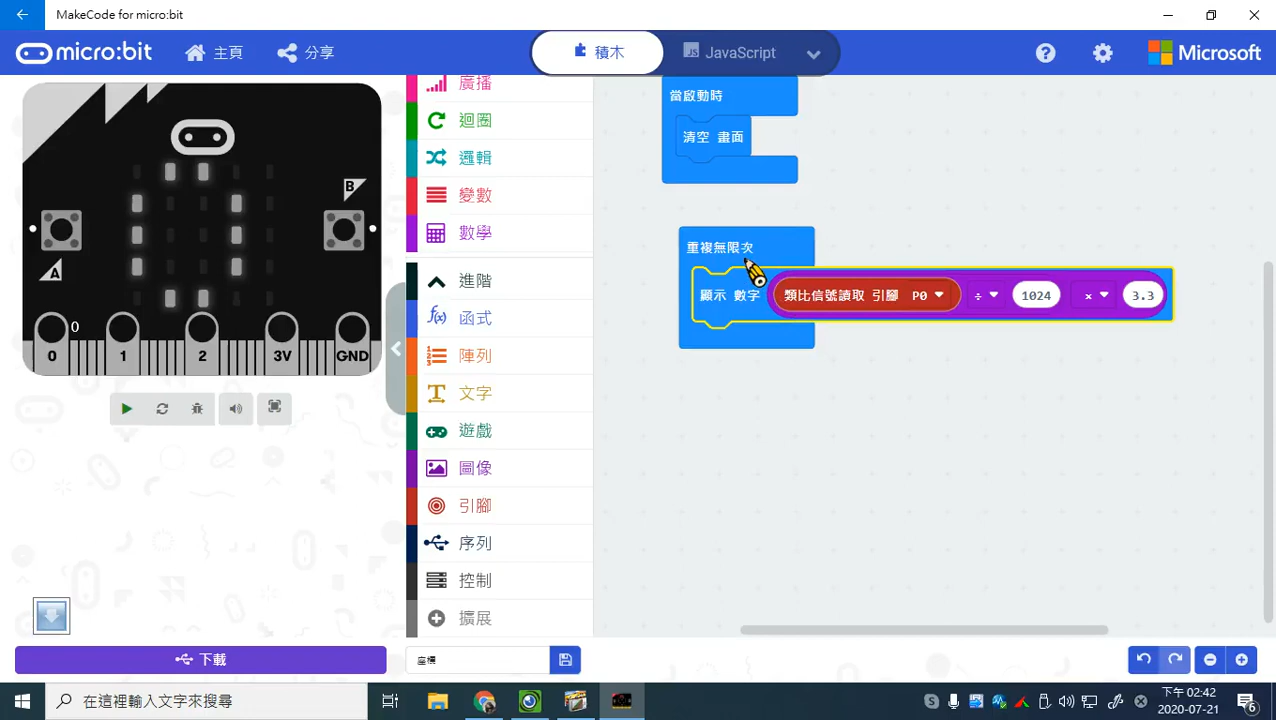 MakeCode for micro:bit
micro:bit
主頁
分享
積木
JavaScript
Microsoft
B
A
0
0
1
2
3V
GND
廣播
迴圈
邏輯
變數
數學
進階
函式
陣列
文字
遊戲
圖像
引腳
序列
控制
擴展
當啟動時
清空 畫面
重複無限次
顯示 數字 類比信號讀取 引腳 P0 ÷ 1024 × 3.3
下載
座標
在這裡輸入文字來搜尋
下午 02:42
2020-07-21
6